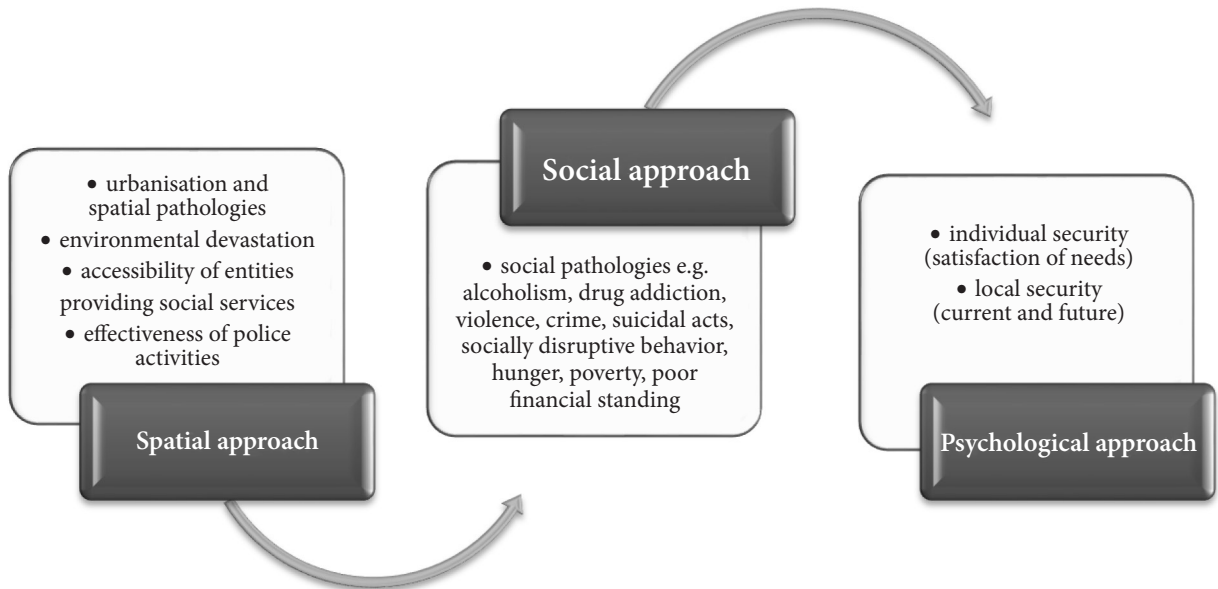 • urbanisation and
spatial pathologies
• environmental devastation
• accessibility of entities
providing social services
• effectiveness of police
activities
Spatial approach
Social approach
• social pathologies e.g.
alcoholism, drug addiction,
violence, crime, suicidal acts,
socially disruptive behavior,
hunger, poverty, poor
financial standing
• individual security
(satisfaction of needs)
• local security
(current and future)
Psychological approach